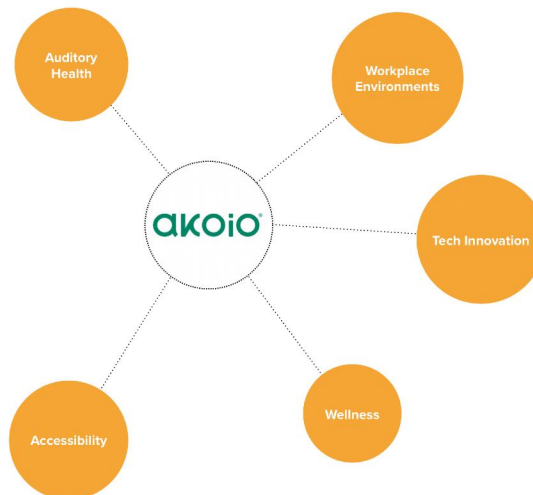 Auditory
Health
Workplace
Environments
akoio®
Tech Innovation
Wellness
Accessibility